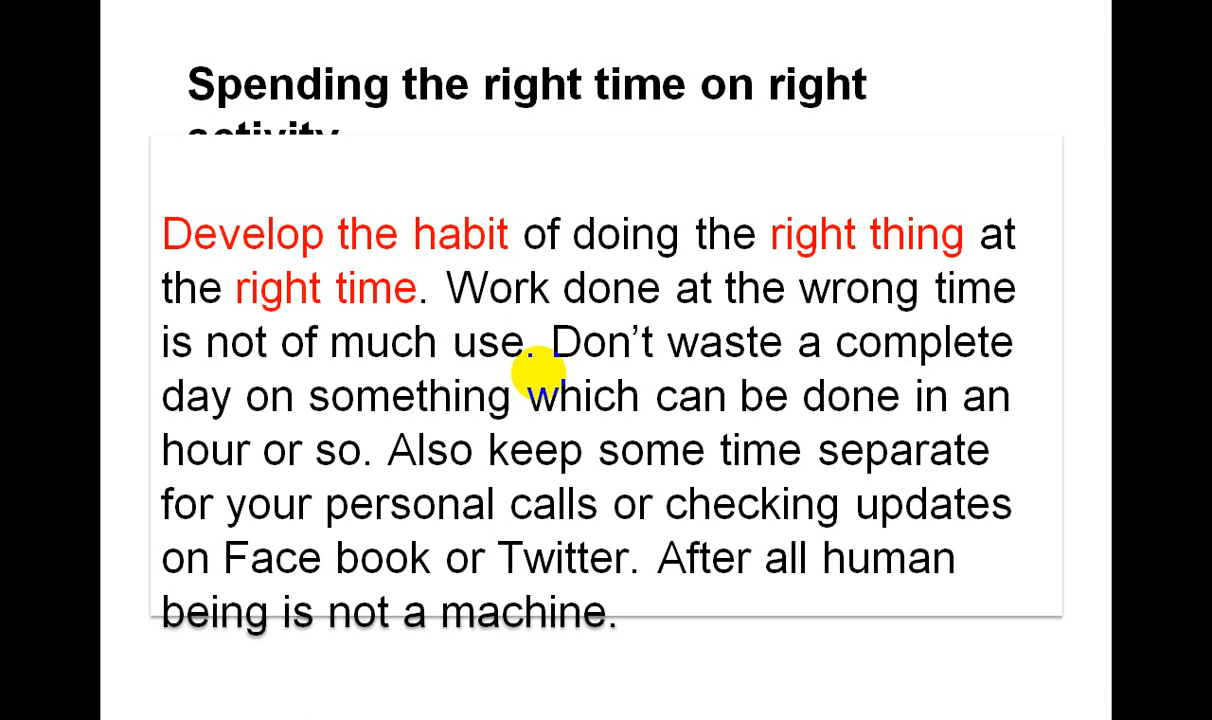 Spending the right time on right
activity
Develop the habit of doing the right thing at
the right time. Work done at the wrong time
is not of much use. Don’t waste a complete
day on something which can be done in an
hour or so. Also keep some time separate
for your personal calls or checking updates
on Face book or Twitter. After all human
being is not a machine.